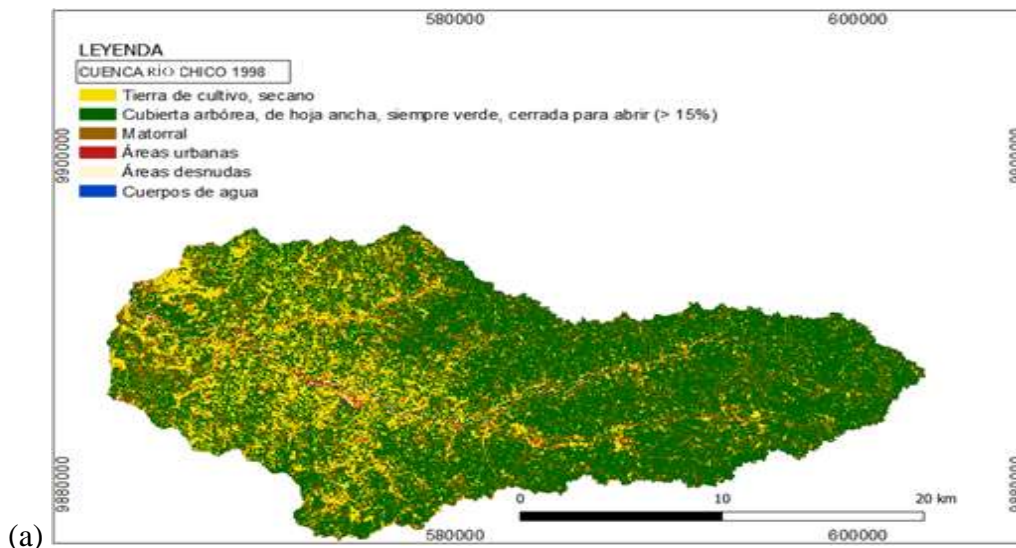 580000 600000
LEYENDA
CUENCA RÍO CHICO 1998
Tierra de cultivo, secano
Cubierta arbórea, de hoja ancha, siempre verde, cerrada para abrir (> 15%)
Matorral
Áreas urbanas
Áreas desnudas
Cuerpos de agua
9900000 9900000
9880000 9880000
0 10 20 km
(a)
580000 600000